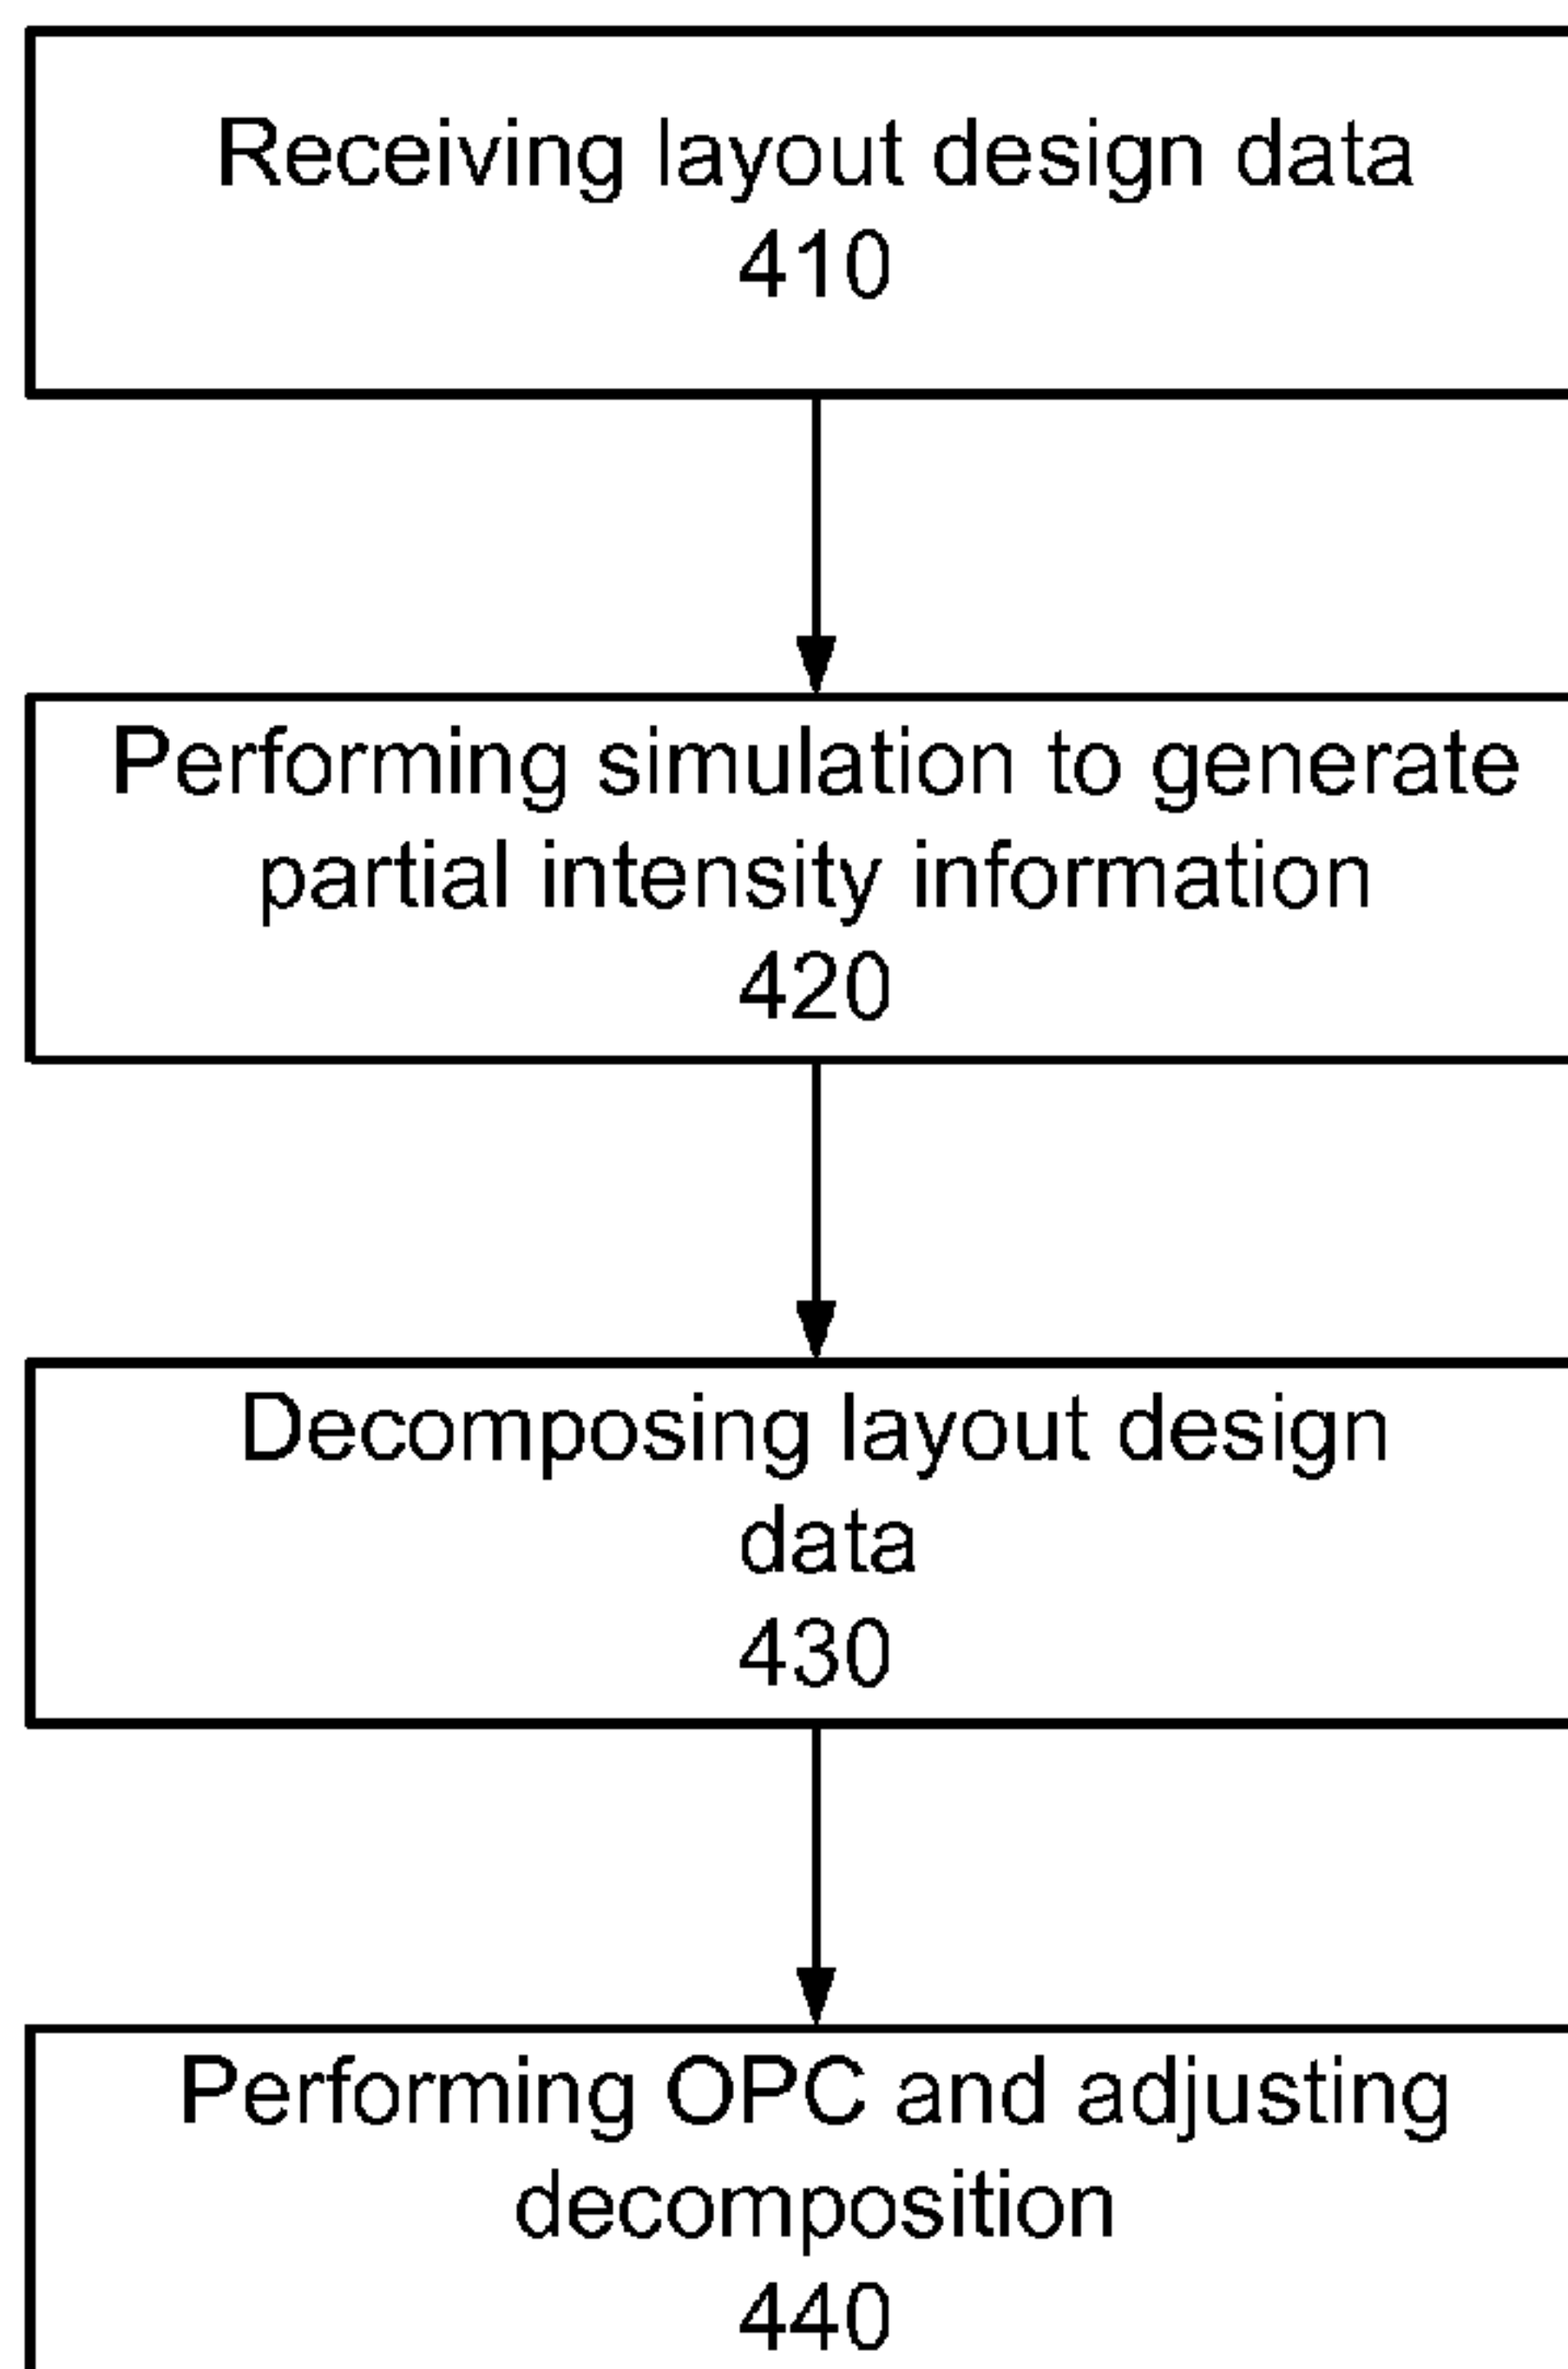 Receiving layout design data
410
Performing simulation to generate
partial intensity information
420
Decomposing layout design
data
430
Performing OPC and adjusting
decomposition
440